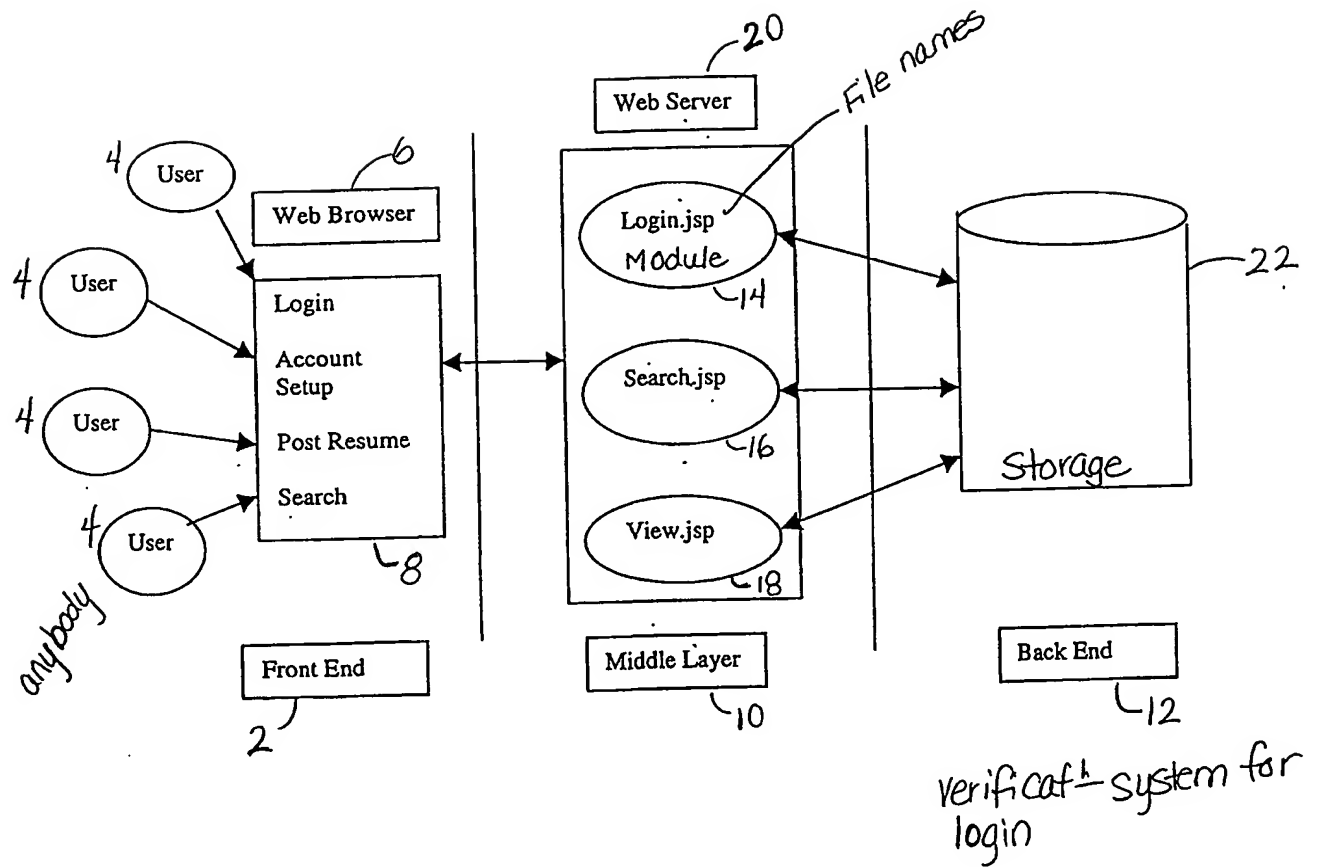 20
File names
Web Server
4
User
6
Web Browser
Login.jsp
Module
14
4
User
Login
Account
Setup
Post Resume
Search
8
4
User
4
User
anybody
Search.jsp
16
View.jsp
18
22
Storage
Front End
2
Middle Layer
10
Back End
12
system for
login